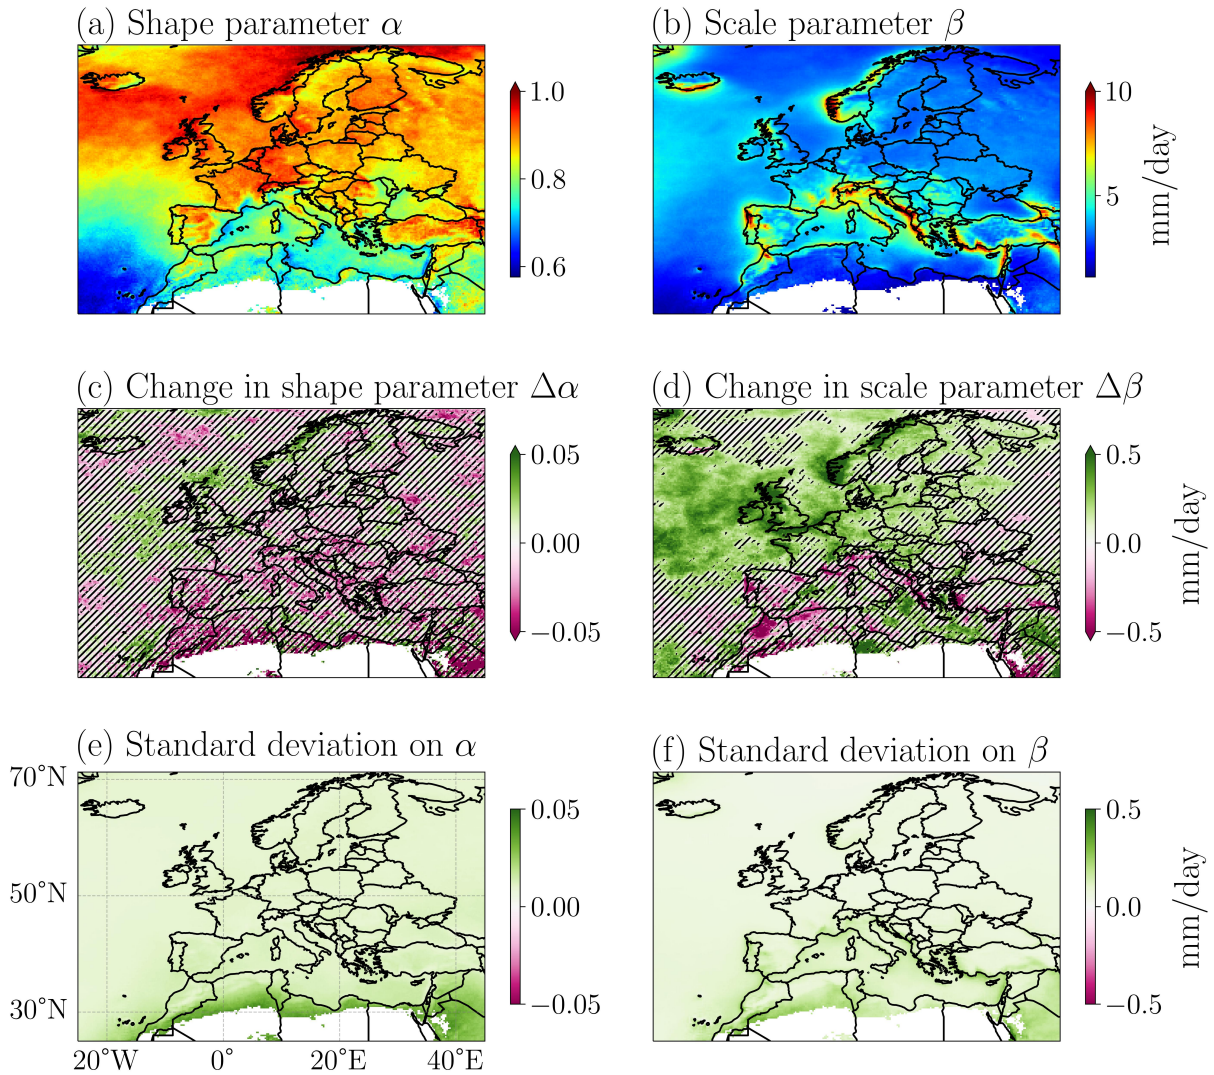 (a) Shape parameter α
(b) Scale parameter β
1.0
0.8
0.6
10
5
mm/day
(c) Change in shape parameter Δα
(d) Change in scale parameter Δβ
0.05
0.00
−0.05
0.5
0.0
−0.5
mm/day
(e) Standard deviation on α
(f) Standard deviation on β
70°N
50°N
30°N
20°W
0°
20°E
40°E
0.05
0.00
−0.05
0.5
0.0
−0.5
mm/day